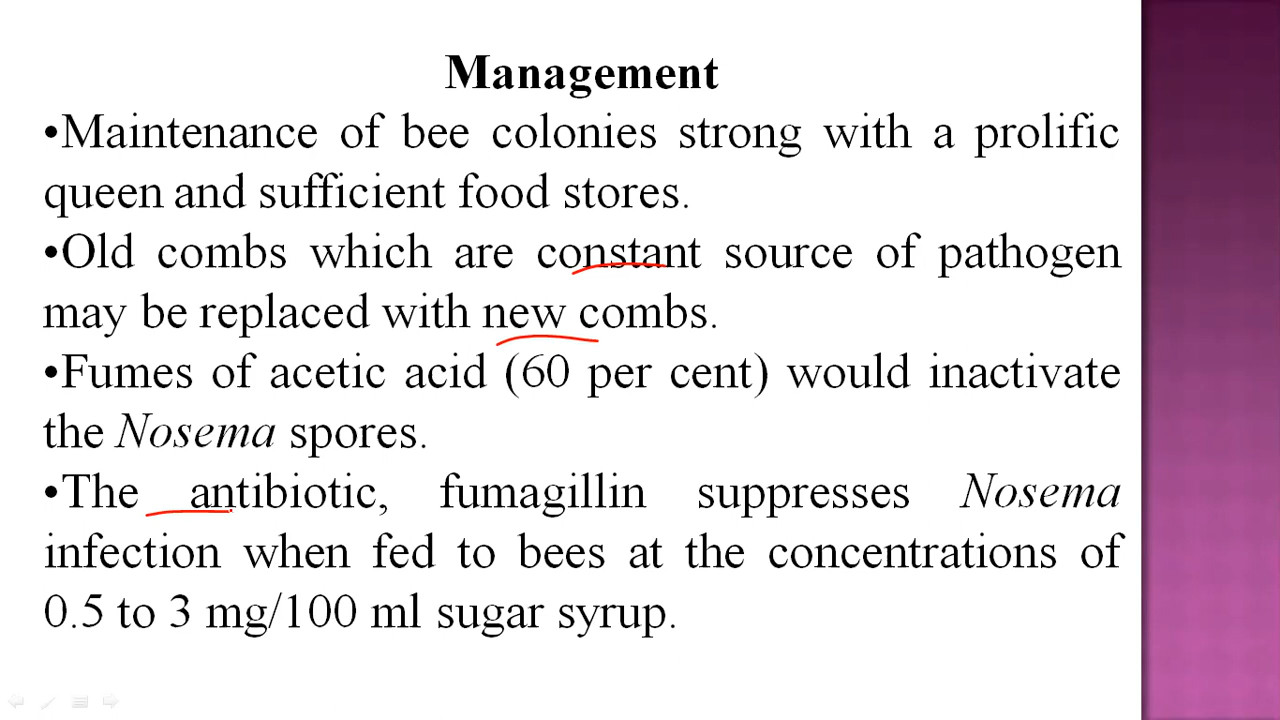 Management
•Maintenance of bee colonies strong with a prolific
queen and sufficient food stores.
•Old combs which are constant source of pathogen
may be replaced with new combs.
•Fumes of acetic acid (60 per cent) would inactivate
the Nosema spores.
•The antibiotic, fumagillin suppresses Nosema
infection when fed to bees at the concentrations of
0.5 to 3 mg/100 ml sugar syrup.